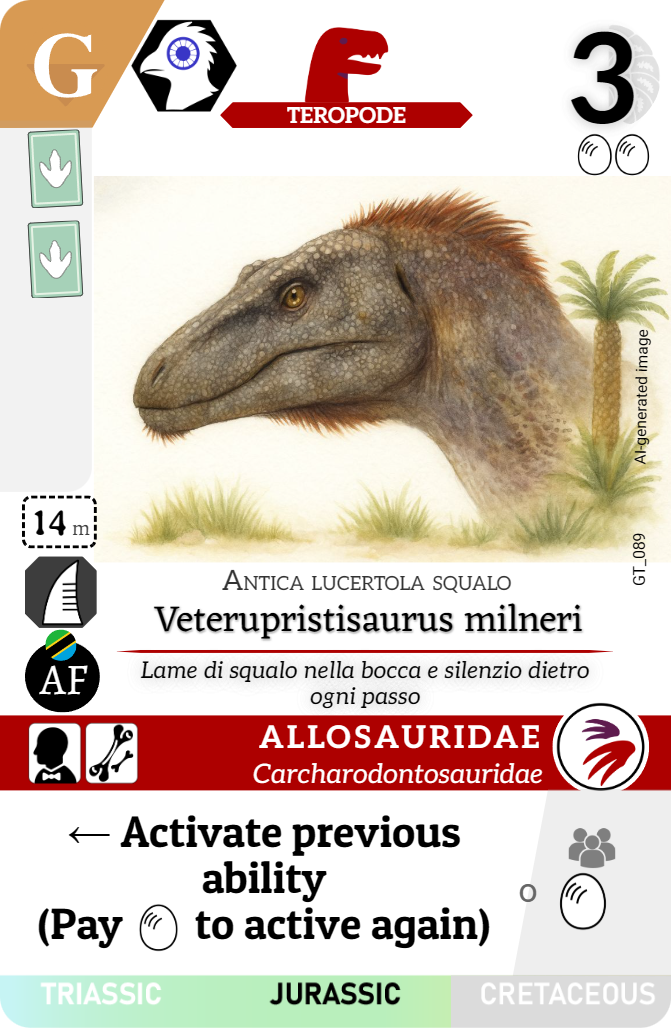 G
TEROPODE
3
AI-generated image
GT_089
14 m
AF
Antica lucertola squalo
Veterupristisaurus milneri
Lame di squalo nella bocca e silenzio dietro
ogni passo
ALLOSAURIDAE
Carcharodontosauridae
← Activate previous
ability
(Pay to active again)
o
TRIASSIC JURASSIC CRETACEOUS